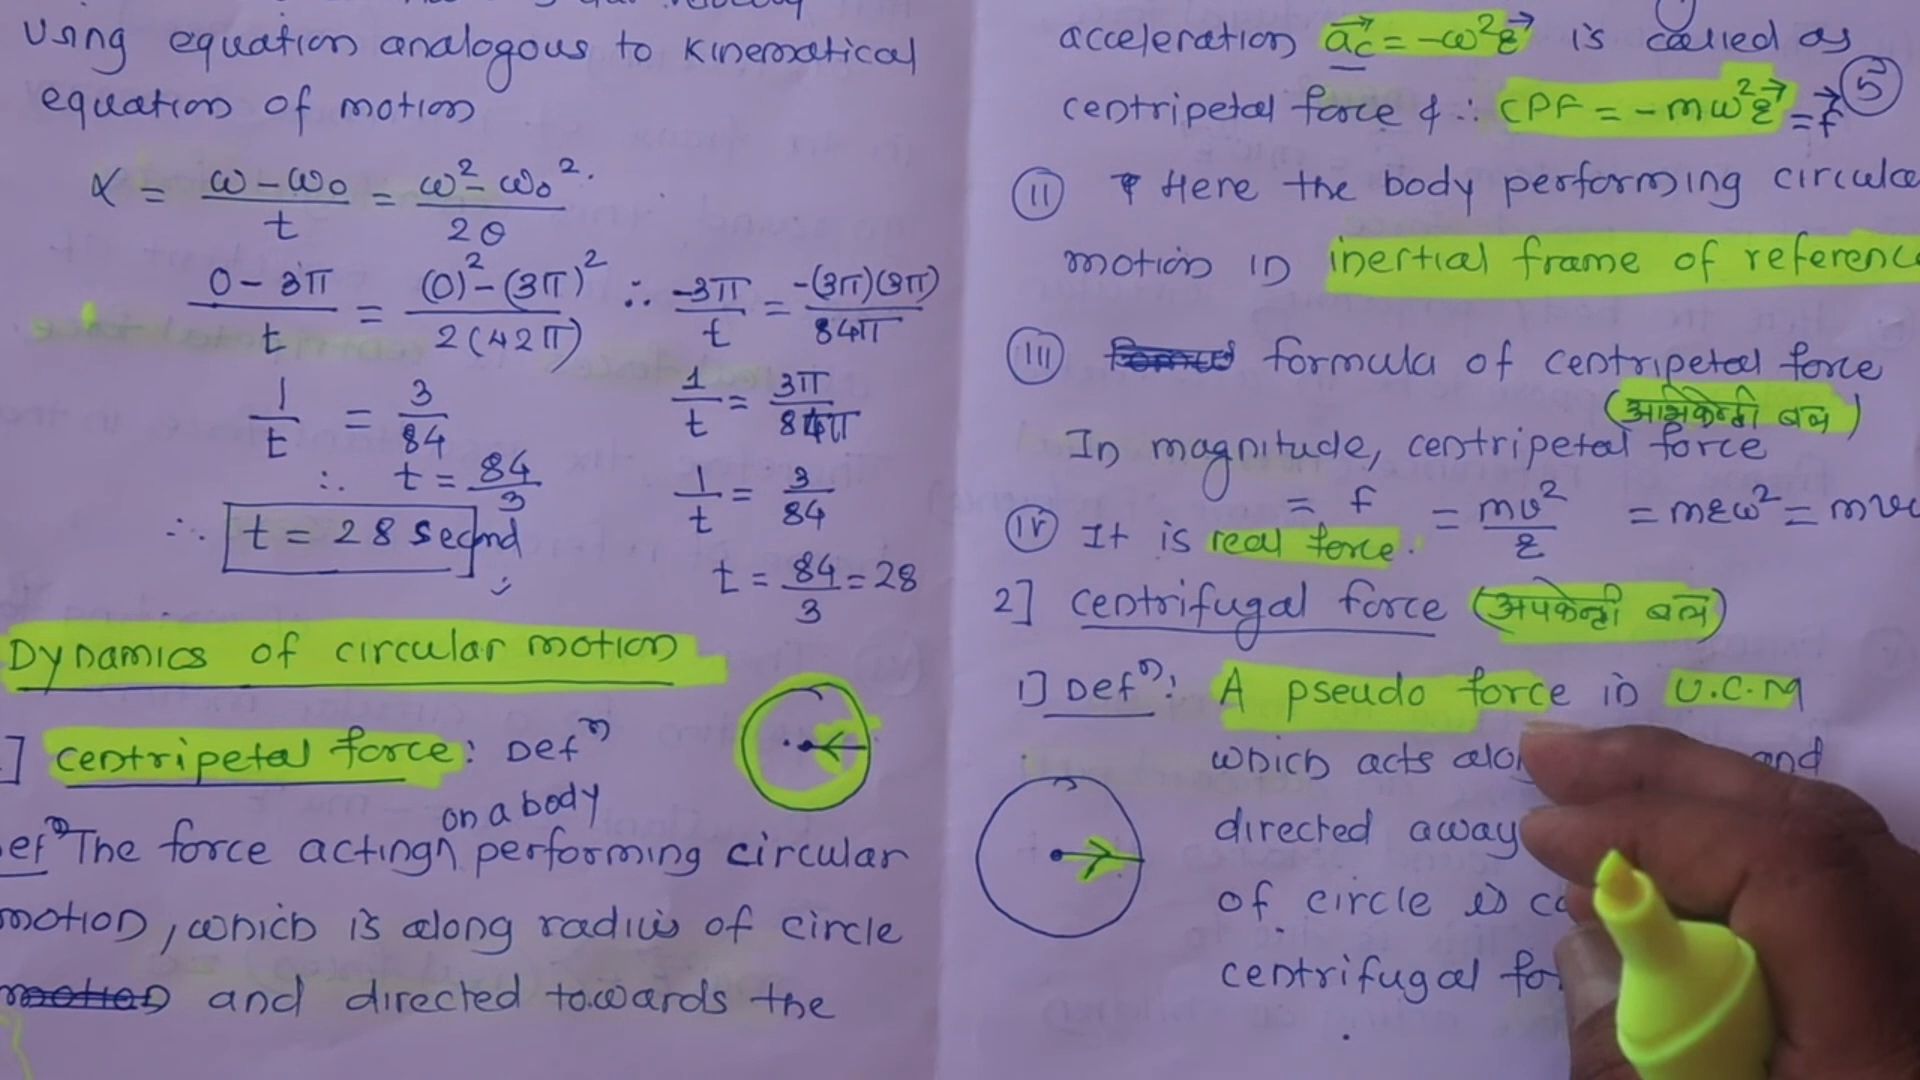 Using equation analogous to kinematical
equation of motion
α = ω - ω₀ / t = ω² - ω₀² / 2θ
0 - 3π / t = (0)² - (3π)² / 2(42π) ∴ -3π / t = -(3π)(3π) / 84π
1 / t = 3 / 84
1 / t = 3π / 84π
∴ t = 84 / 3
1 / t = 3 / 84
∴ t = 28 second
t = 84 / 3 = 28
Dynamics of circular motion
] centripetal force : Defⁿ
on a body
The force acting ^ performing circular
motion, which is along radius of circle
and directed towards the
acceleration ac = -ω²r is called as
centripetal force & ∴ CPF = -mω²r = F
5
(II) Here the body performing
motion in inertial frame of
(III) formula of centripetal force
(अभिकेन्द्री बल)
In magnitude, centripetal force
= F = mv² / r = mrω² =
(IV) It is real force.
2] centrifugal force (अपकेन्द्री बल)
1] Defⁿ: A pseudo force in U.C.M
which acts and
directed away
of circle is
centrifugal